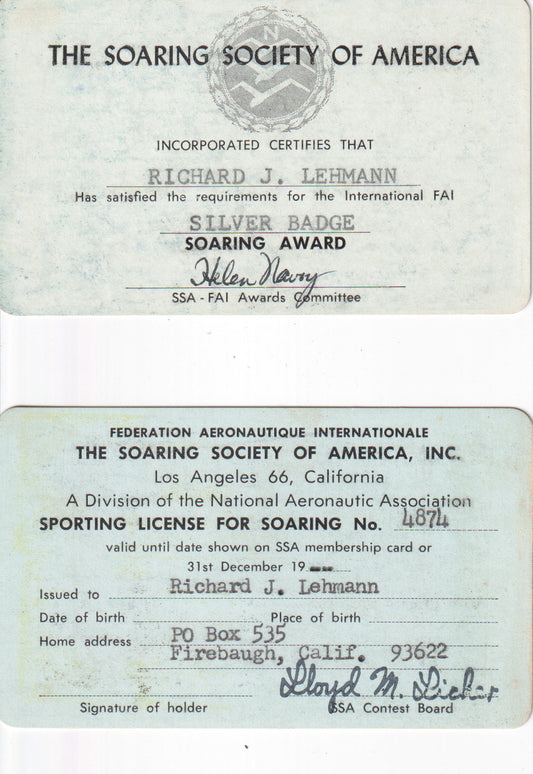 N
THE SOARING SOCIETY OF AMERICA
INCORPORATED CERTIFIES THAT
RICHARD J. LEHMANN
Has satisfied the requirements for the International FAI
SILVER BADGE
SOARING AWARD
Helen Navoy
SSA - FAI Awards Committee
FEDERATION AERONAUTIQUE INTERNATIONALE
THE SOARING SOCIETY OF AMERICA, INC.
Los Angeles 66, California
A Division of the National Aeronautic Association
SPORTING LICENSE FOR SOARING No. 4874
valid until date shown on SSA membership card or
31st December 19
Issued to Richard J. Lehmann
Date of birth Place of birth
Home address PO Box 535
Firebaugh, Calif. 93622
Lloyd M. Licher
Signature of holder SSA Contest Board